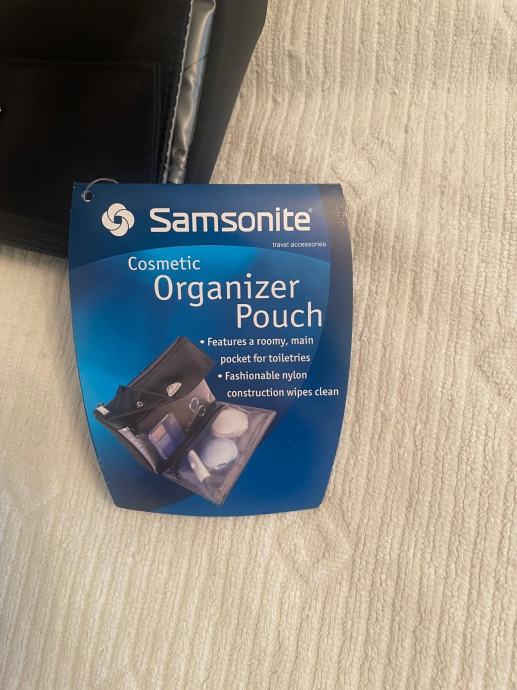 Samsonite®
travel accessories
Cosmetic
Organizer
Pouch
• Features a roomy, main
pocket for toiletries
• Fashionable nylon
construction wipes clean